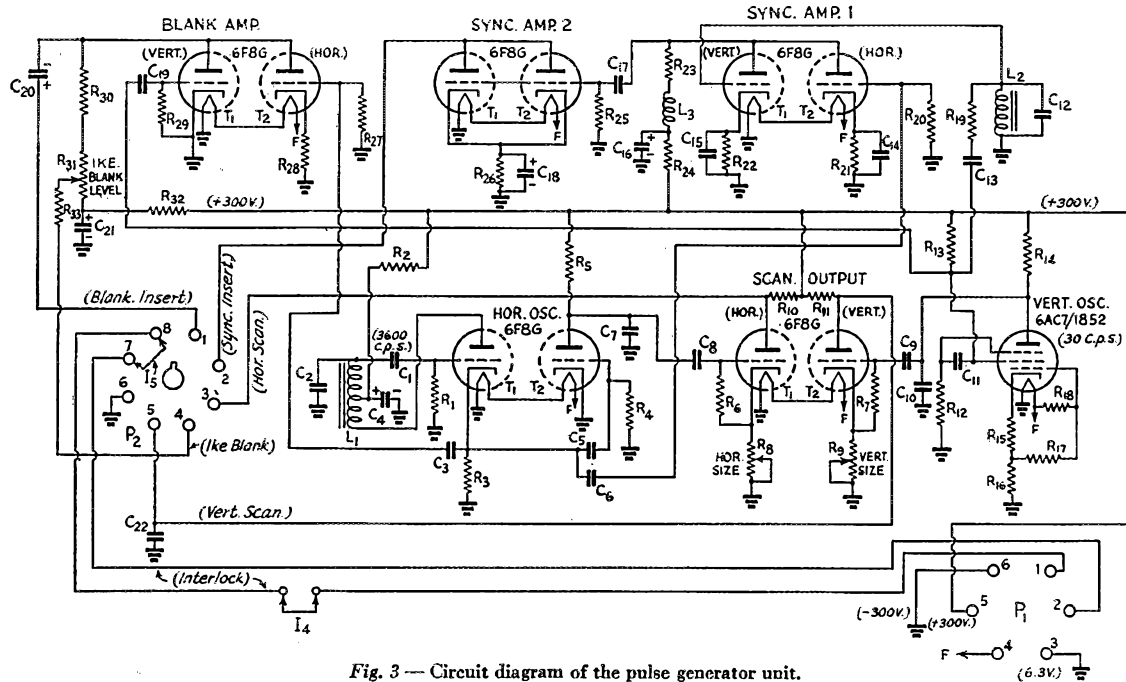 BLANK AMP.
SYNC. AMP. 2
SYNC. AMP. 1
(VERT.) 6F8G (HOR.)
6F8G
(VERT) 6F8G (HOR.)
C20 - +
R30
C19
R29
T1 T2
F
R28
R27
T1 T2
F
R26
+ -
C18
R25
C17
R23
L3
C16 + -
R24
C15
R22
T1 T2
F
R21
C14
R20
R19
L2
C12
C13
R31
IKE.
BLANK
LEVEL
R33
R32
(+300V.)
(+300V.)
+ -
C21
R2
R5
R13
R14
(Blank. Insert.)
(Sync. Insert)
(Hor. Scan.)
SCAN. OUTPUT
R10 R11
(HOR.) 6F8G (VERT.)
HOR. OSC.
6F8G
VERT. OSC.
6AC7/1852
(30 C.p.s.)
(3600
C.p.s.)
C2
C1
L1
+ -
C4
R1
T1 T2
F
C7
R4
C3
R3
C5
C6
C8
R6
T1 T2
F
R7
HOR.
SIZE
R8
R9
VERT.
SIZE
C9
C10
R12
C11
F
R18
R15
R17
R16
8
1
7
I5
2
6
3
5
4
P2
(Ike Blank)
C22
(Vert. Scan.)
(Interlock)
I4
(-300V.)
(+300V.)
6
1
5
P1
2
F
4
3
(6.3V.)
Fig. 3 — Circuit diagram of the pulse generator unit.